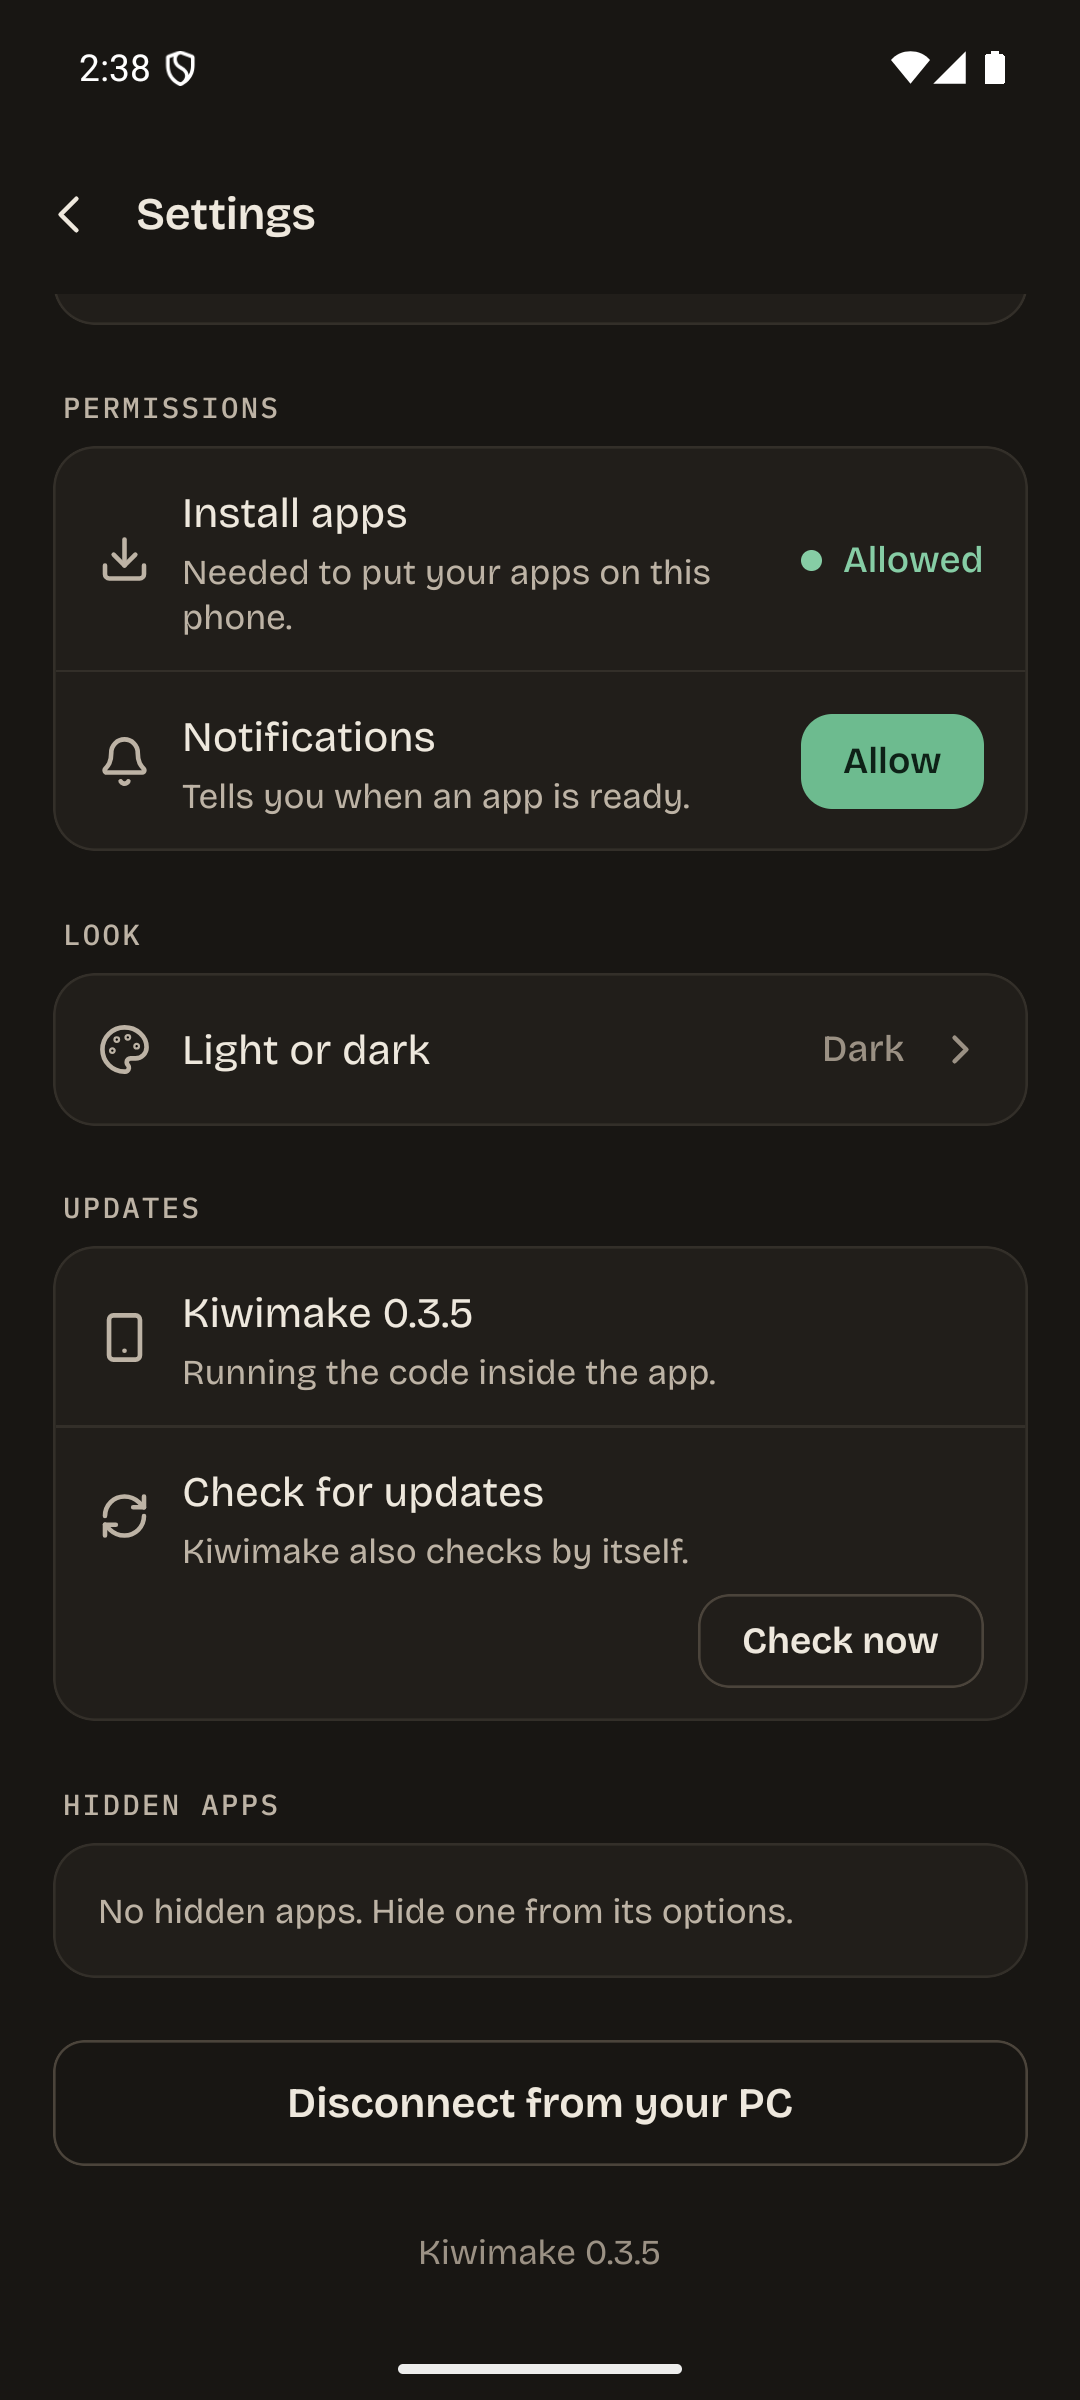 2:38
Settings
PERMISSIONS
Install apps
Needed to put your apps on this
phone.
Allowed
Notifications
Tells you when an app is ready.
Allow
LOOK
Light or dark
Dark
UPDATES
Kiwimake 0.3.5
Running the code inside the app.
Check for updates
Kiwimake also checks by itself.
Check now
HIDDEN APPS
No hidden apps. Hide one from its options.
Disconnect from your PC
Kiwimake 0.3.5